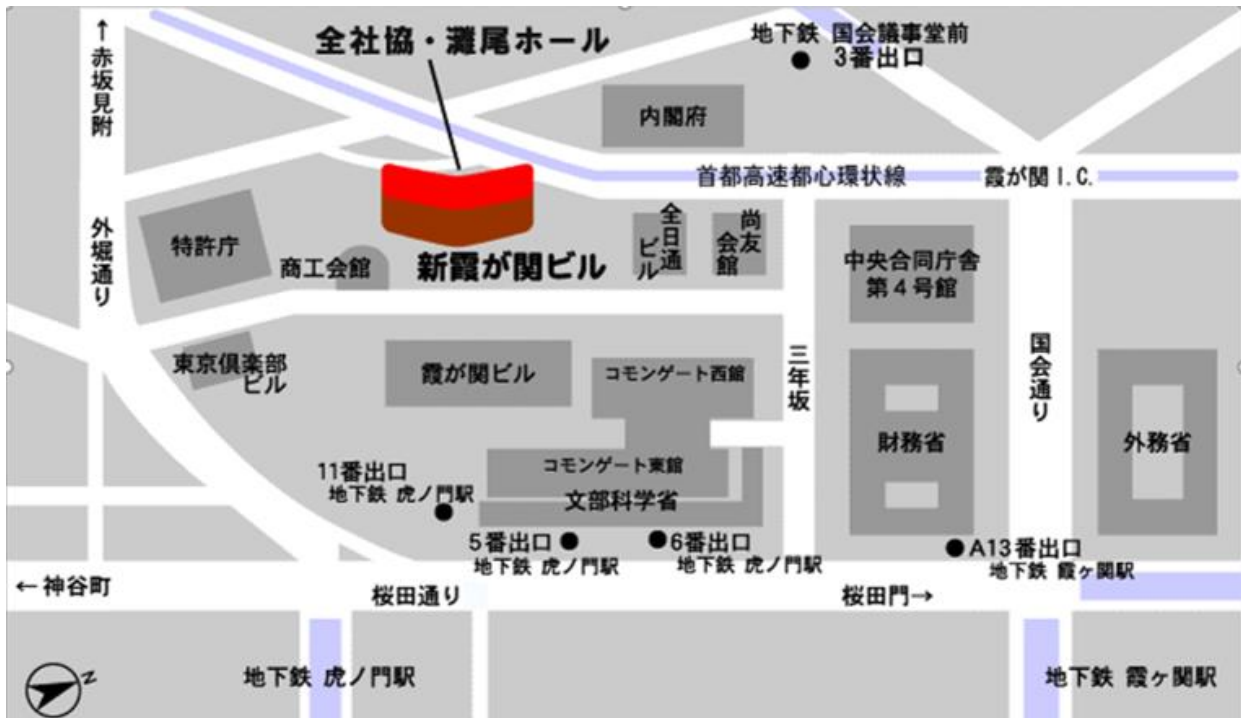 ↑赤坂見附
全社協・灘尾ホール
地下鉄 国会議事堂前
3番出口
内閣府
首都高速都心環状線
霞が関 I.C.
外堀通り
特許庁
商工会館
新霞が関ビル
全日通
ビル
尚友
会館
中央合同庁舎
第4号館
東京倶楽部
ビル
霞が関ビル
コモンゲート西館
三年坂
国会通り
財務省
外務省
コモンゲート東館
文部科学省
11番出口
地下鉄 虎ノ門駅
5番出口
地下鉄 虎ノ門駅
6番出口
地下鉄 虎ノ門駅
A13番出口
地下鉄 霞ヶ関駅
←神谷町
桜田通り
桜田門→
地下鉄 虎ノ門駅
地下鉄 霞ヶ関駅
N